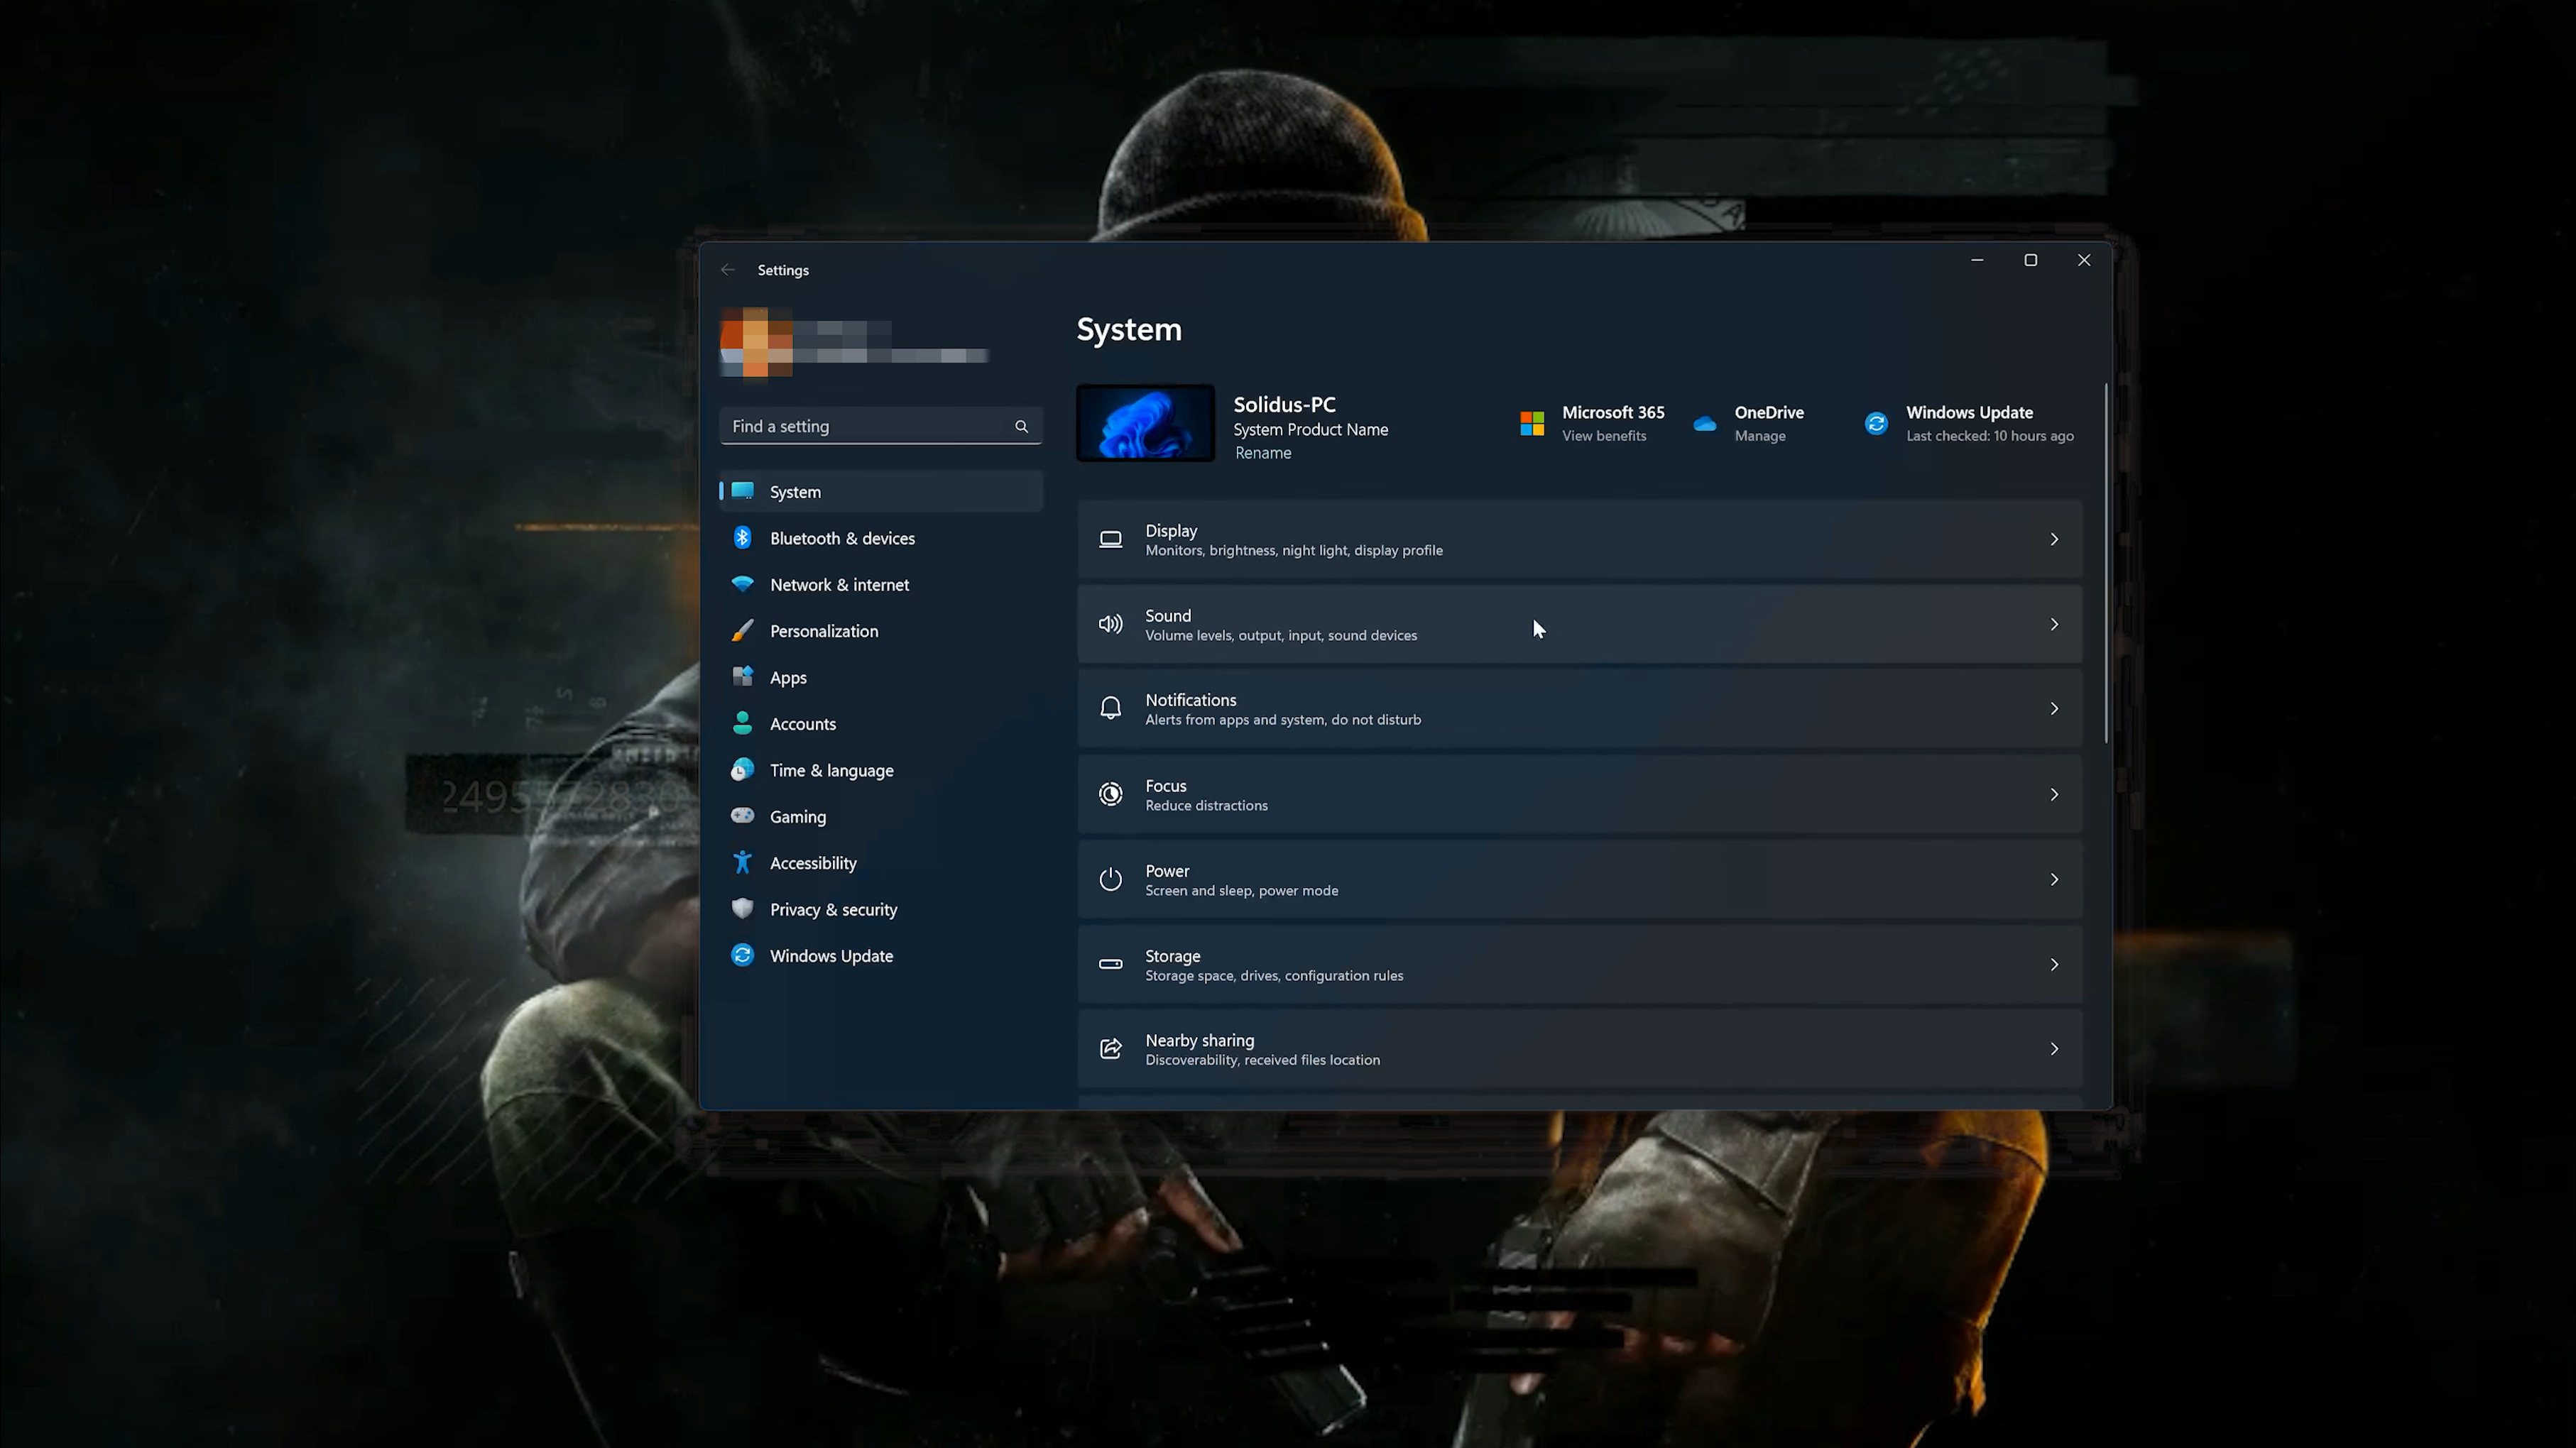 Settings
System
Find a setting
Solidus-PC
System Product Name
Rename
Microsoft 365
View benefits
OneDrive
Manage
Windows Update
Last checked: 10 hours ago
System
Bluetooth & devices
Network & internet
Personalization
Apps
Accounts
Time & language
Gaming
Accessibility
Privacy & security
Windows Update
Display
Monitors, brightness, night light, display profile
Sound
Volume levels, output, input, sound devices
Notifications
Alerts from apps and system, do not disturb
Focus
Reduce distractions
Power
Screen and sleep, power mode
Storage
Storage space, drives, configuration rules
Nearby sharing
Discoverability, received files location